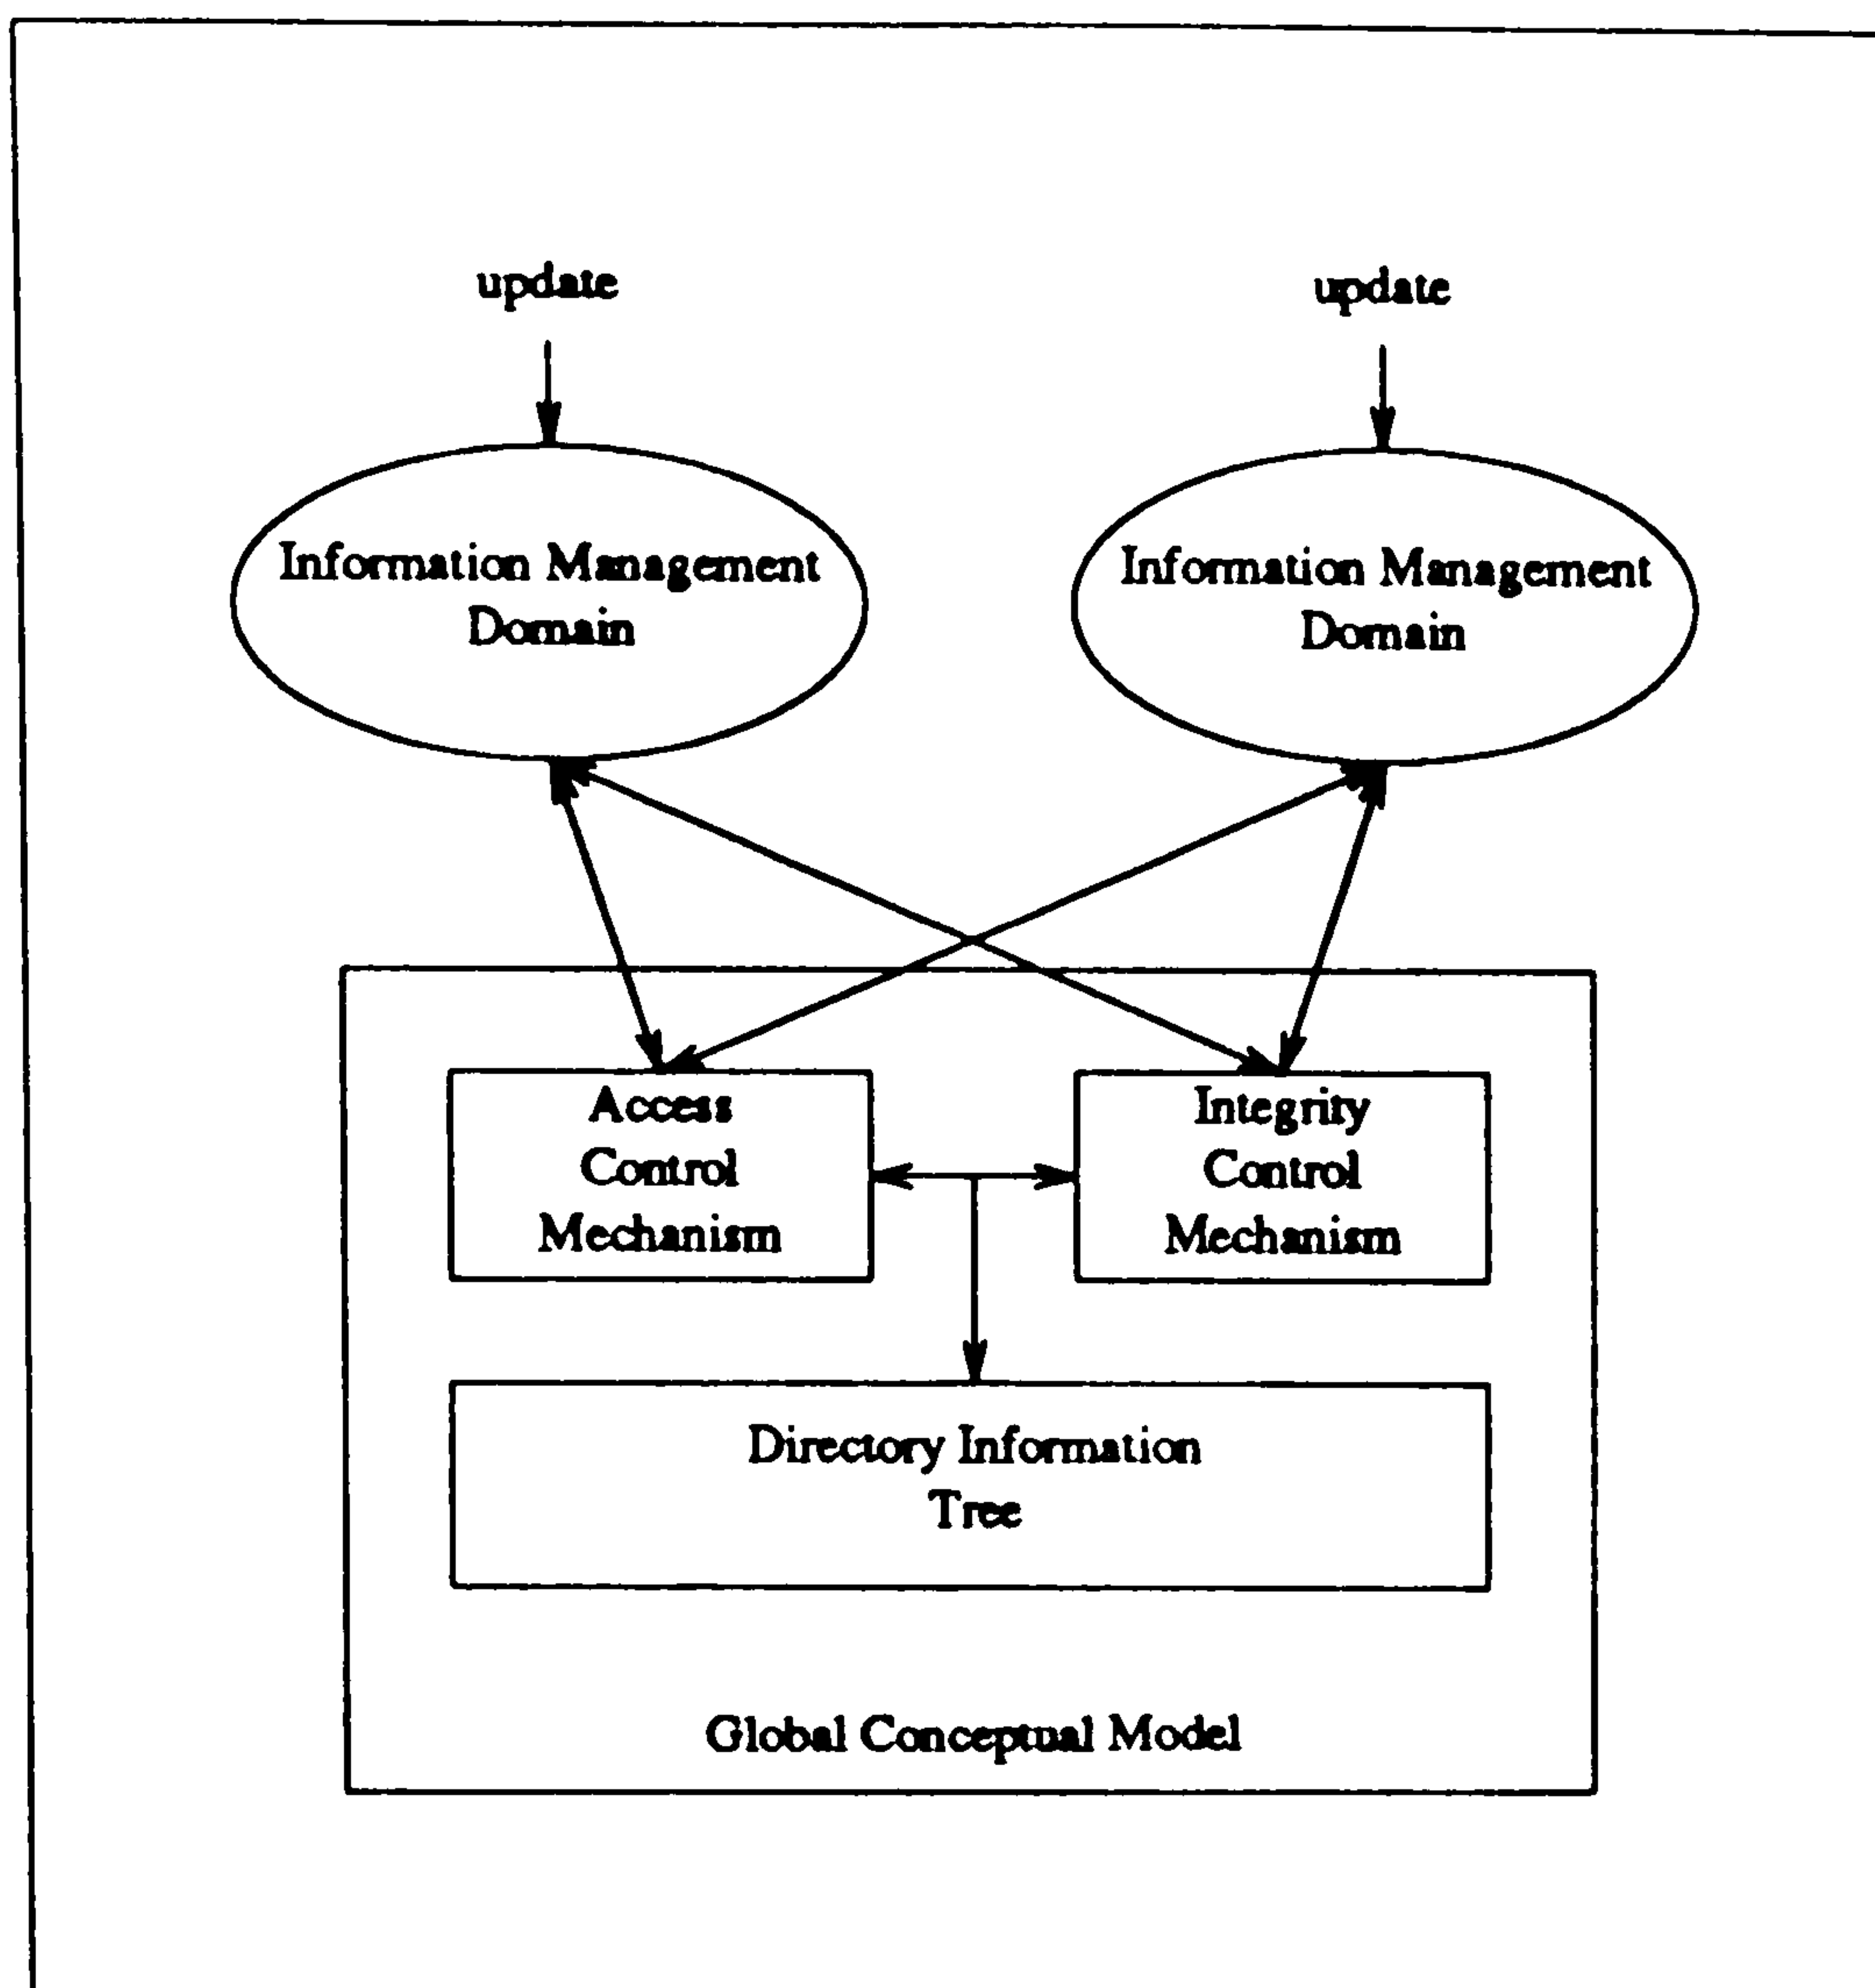 update
update
Information Management
Domain
Information Management
Domain
Access
Control
Mechanism
Integrity
Control
Mechanism
Directory Information
Tree
Global Conceptual Model